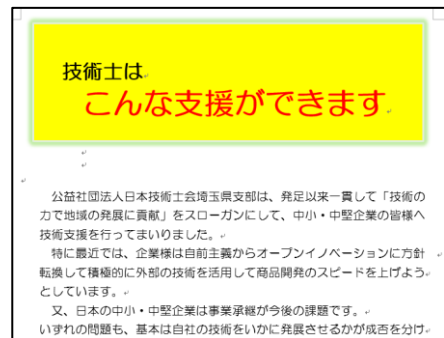 技術士は
こんな支援ができます
公益社団法人日本技術士会埼玉県支部は、発足以来一貫して「技術の
力で地域の発展に貢献」をスローガンにして、中小・中堅企業の皆様へ
技術支援を行ってまいりました。
特に最近では、企業様は自前主義からオープンイノベーションに方針
転換して積極的に外部の技術を活用して商品開発のスピードを上げよう
としています。
又、日本の中小・中堅企業は事業承継が今後の課題です。
いずれの問題も、基本は自社の技術をいかに発展させるかが成否を分け